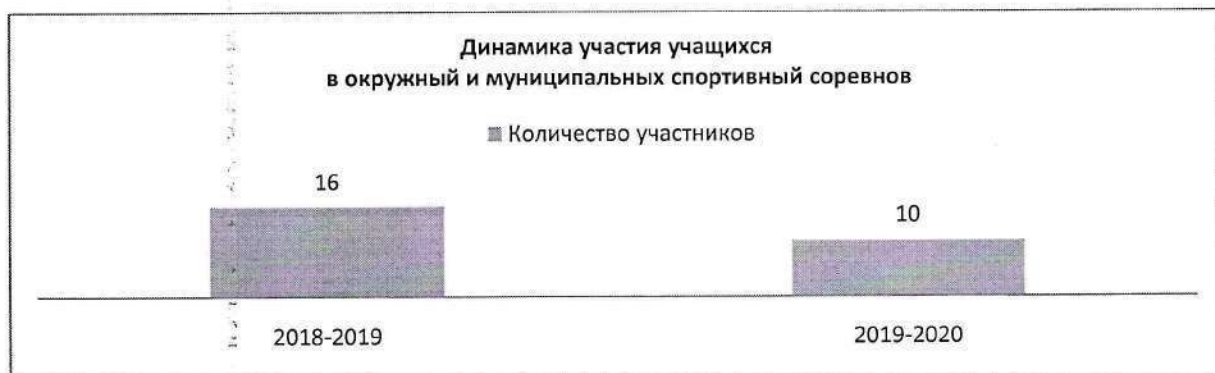 Динамика участия учащихся
в окружный и муниципальных спортивный соревнов
Количество участников
16
10
2018-2019
2019-2020